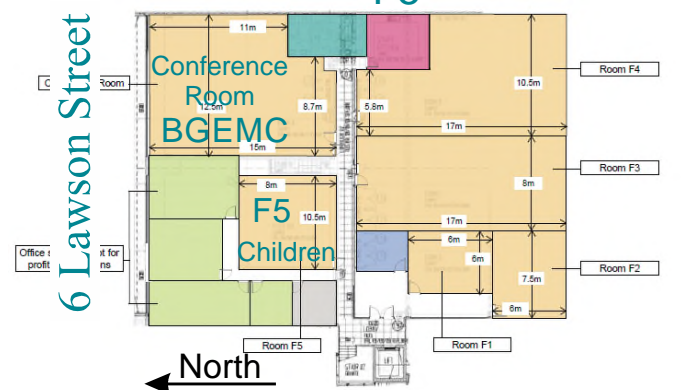 6 Lawson Street
11m
Conference
Room
12.5m
8.7m
BGEMC
15m
Room
5.8m
10.5m
17m
Room F4
8m
17m
Room F3
8m
F5
10.5m
Children
6m
6m
7.5m
6m
Room F2
Office
pt for
profit
ns
Room F5
Room F1
LIFT
North